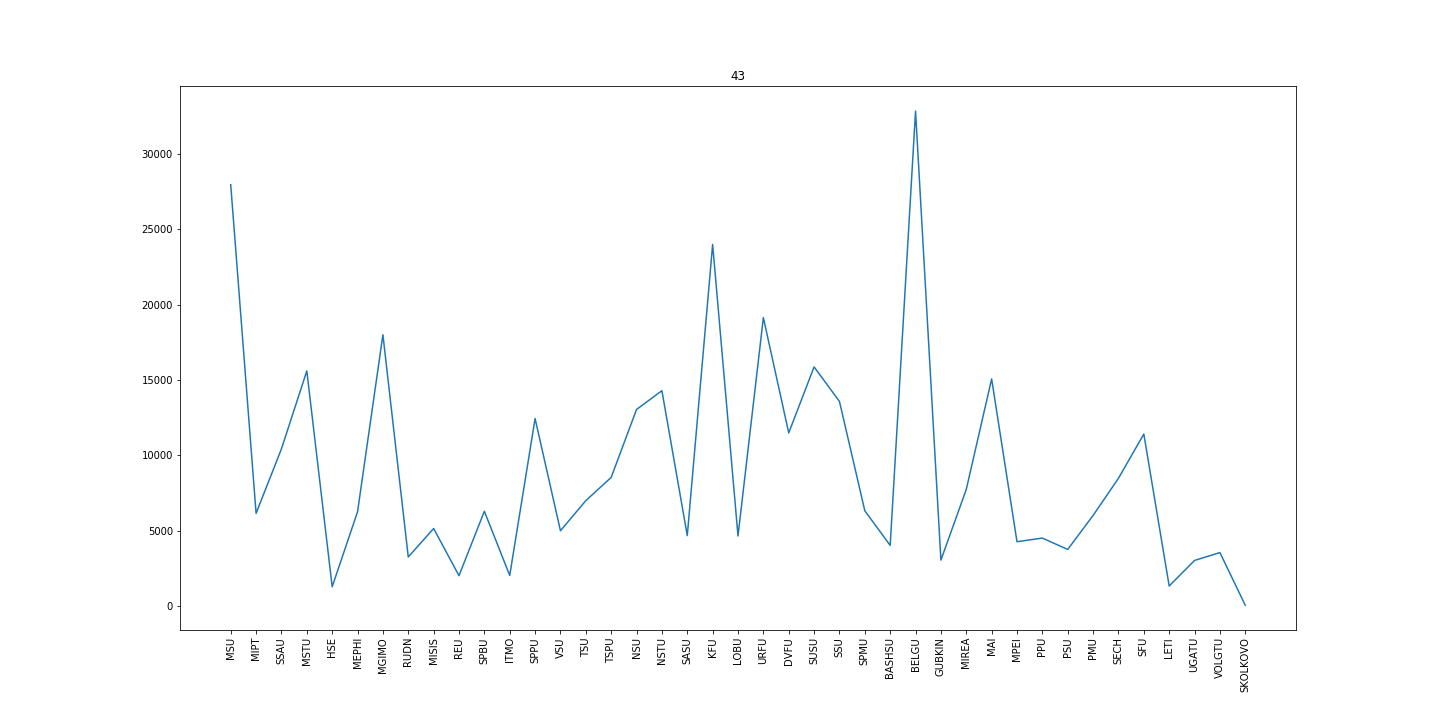 43
30000
25000
20000
15000
10000
5000
0
MSU
MIPT
SSAU
MSTU
HSE
MEPHI
MGIMO
RUDN
MISIS
REU
SPBU
ITMO
SPPU
VSU
TSU
TSPU
NSU
NSTU
SASU
KFU
LOBU
URFU
DVFU
SUSU
SSU
SPMU
BASHSU
BELGU
GUBKIN
MIREA
MAI
MPEI
PPU
PSU
PMU
SECH
SFU
LETI
UGATU
VOLGTU
SKOLKOVO